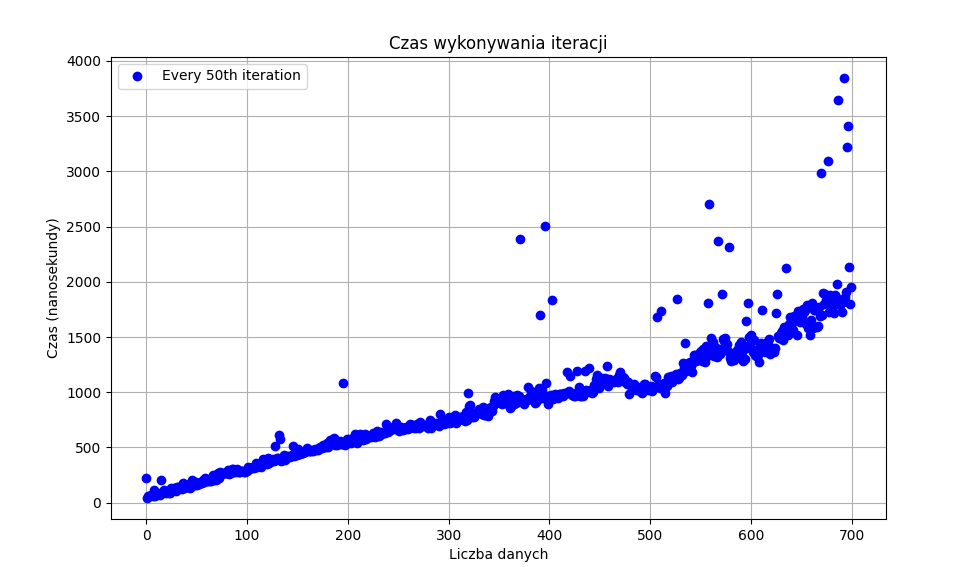 Czas wykonywania iteracji
Every 50th iteration
Czas (nanosekundy)
4000
3500
3000
2500
2000
1500
1000
500
0
0 100 200 300 400 500 600 700
Liczba danych